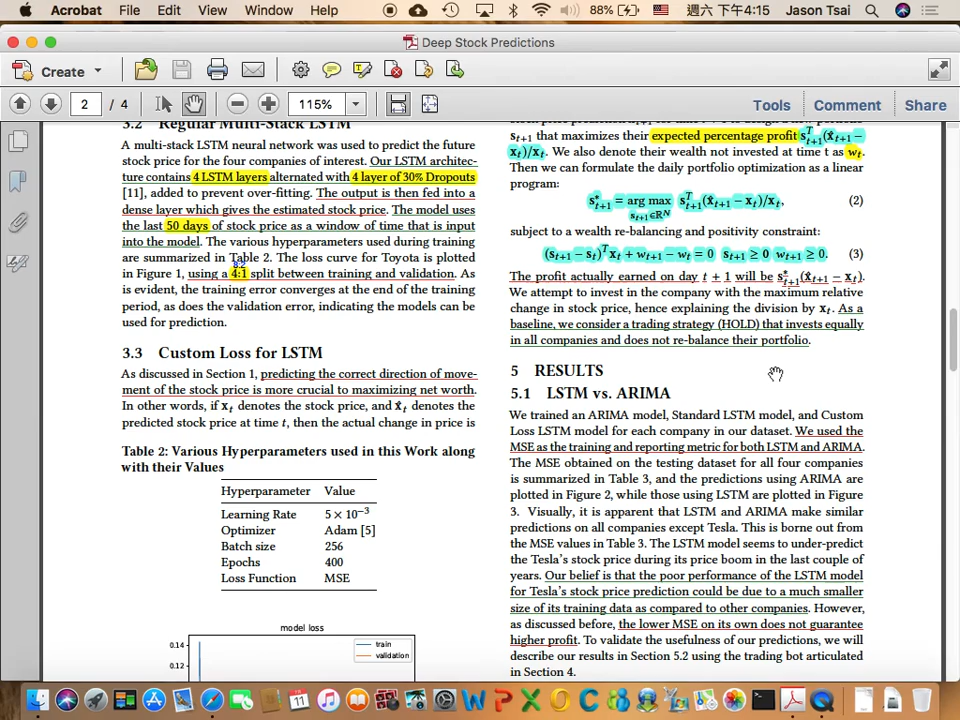 Acrobat File Edit View Window Help 88% 週六 下午4:15 Jason Tsai
Deep Stock Predictions
Create
2 / 4 115% Tools Comment Share
3.2 Regular Multi-Stack LSTM
A multi-stack LSTM neural network was used to predict the future
stock price for the four companies of interest. Our LSTM architec-
ture contains 4 LSTM layers alternated with 4 layer of 30% Dropouts
[11], added to prevent over-fitting. The output is then fed into a
dense layer which gives the estimated stock price. The model uses
the last 50 days of stock price as a window of time that is input
into the model. The various hyperparameters used during training
are summarized in Table 2. The loss curve for Toyota is plotted
8:2
in Figure 1, using a 4:1 split between training and validation. As
is evident, the training error converges at the end of the training
period, as does the validation error, indicating the models can be
used for prediction.
3.3 Custom Loss for LSTM
As discussed in Section 1, predicting the correct direction of move-
ment of the stock price is more crucial to maximizing net worth.
In other words, if xₜ denotes the stock price, and x̂ₜ denotes the
predicted stock price at time t, then the actual change in price is
Table 2: Various Hyperparameters used in this Work along
with their Values
Hyperparameter Value
Learning Rate 5 × 10⁻³
Optimizer Adam [5]
Batch size 256
Epochs 400
Loss Function MSE
model loss
0.14
0.12
train
validation
sₜ₊₁ that maximizes their expected percentage profit sᵀₜ₊₁(x̂ₜ₊₁ −
xₜ)/xₜ. We also denote their wealth not invested at time t as wₜ.
Then we can formulate the daily portfolio optimization as a linear
program:
s*ₜ₊₁ = arg max sᵀₜ₊₁(x̂ₜ₊₁ − xₜ)/xₜ, (2)
sₜ₊₁∈ℝᴺ
subject to a wealth re-balancing and positivity constraint:
(sₜ₊₁ − sₜ)ᵀxₜ + wₜ₊₁ − wₜ = 0 sₜ₊₁ ≥ 0 wₜ₊₁ ≥ 0. (3)
The profit actually earned on day t + 1 will be s*ₜ₊₁(x̂ₜ₊₁ − xₜ).
We attempt to invest in the company with the maximum relative
change in stock price, hence explaining the division by xₜ. As a
baseline, we consider a trading strategy (HOLD) that invests equally
in all companies and does not re-balance their portfolio.
5 RESULTS
5.1 LSTM vs. ARIMA
We trained an ARIMA model, Standard LSTM model, and Custom
Loss LSTM model for each company in our dataset. We used the
MSE as the training and reporting metric for both LSTM and ARIMA.
The MSE obtained on the testing dataset for all four companies
is summarized in Table 3, and the predictions using ARIMA are
plotted in Figure 2, while those using LSTM are plotted in Figure
3. Visually, it is apparent that LSTM and ARIMA make similar
predictions on all companies except Tesla. This is borne out from
the MSE values in Table 3. The LSTM model seems to under-predict
the Tesla's stock price during its price boom in the last couple of
years. Our belief is that the poor performance of the LSTM model
for Tesla's stock price prediction could be due to a much smaller
size of its training data as compared to other companies. However,
as discussed before, the lower MSE on its own does not guarantee
higher profit. To validate the usefulness of our predictions, we will
describe our results in Section 5.2 using the trading bot articulated
in Section 4.